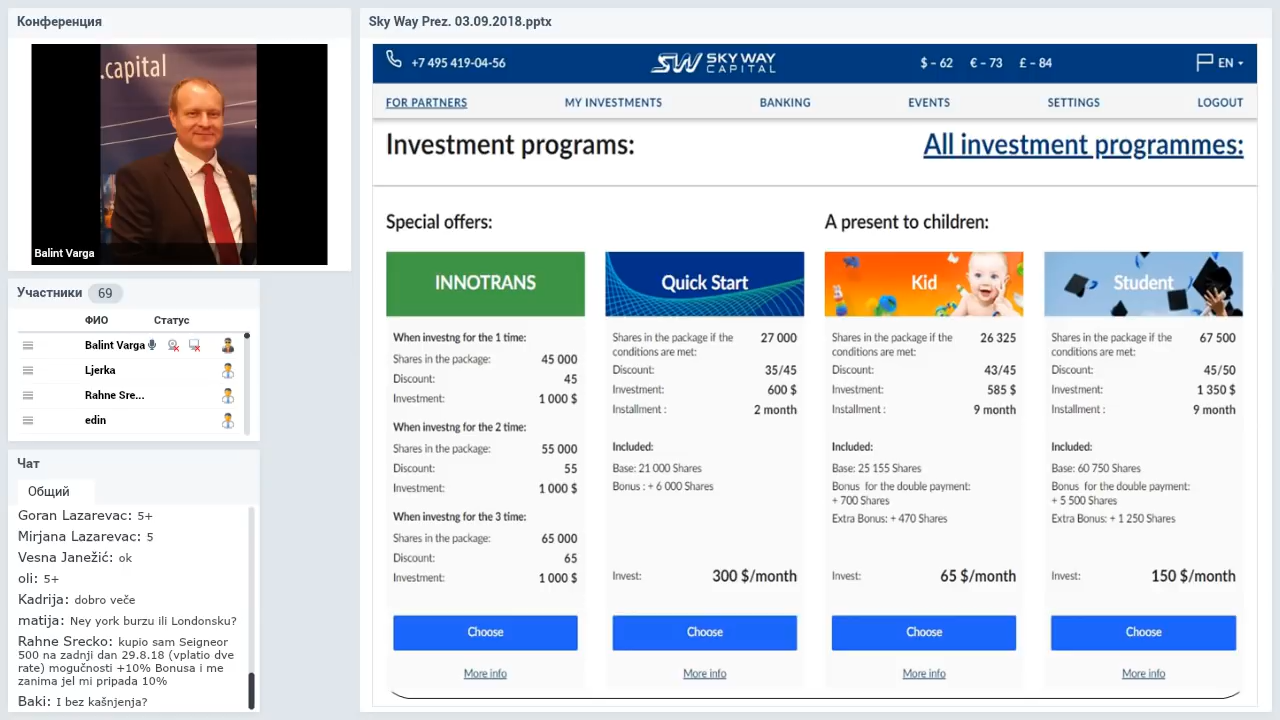 Конференция
.capital
Balint Varga
Участники 69
ФИО Статус
Balint Varga
Ljerka
Rahne Sre...
edin
Чат
Общий
Goran Lazarevac: 5+
Mirjana Lazarevac: 5
Vesna Janežić: ok
oli: 5+
Kadrija: dobro veče
matija: Ney york burzu ili Londonsku?
Rahne Srecko: kupio sam Seigneor
500 na zadnji dan 29.8.18 (vplatio dve
rate) mogučnosti +10% Bonusa i me
zanima jel mi pripada 10%
Baki: I bez kašnjenja?
Sky Way Prez. 03.09.2018.pptx
+7 495 419-04-56
SW SKY WAY
CAPITAL
$ – 62 € – 73 £ – 84
EN
FOR PARTNERS MY INVESTMENTS BANKING EVENTS SETTINGS LOGOUT
Investment programs:
All investment programmes:
Special offers:
A present to children:
INNOTRANS
When investng for the 1 time:
Shares in the package: 45 000
Discount: 45
Investment: 1 000 $
When investng for the 2 time:
Shares in the package: 55 000
Discount: 55
Investment: 1 000 $
When investng for the 3 time:
Shares in the package: 65 000
Discount: 65
Investment: 1 000 $
Choose
More info
Quick Start
Shares in the package if the 27 000
conditions are met:
Discount: 35/45
Investment: 600 $
Installment : 2 month
Included:
Base: 21 000 Shares
Bonus : + 6 000 Shares
Invest: 300 $/month
Choose
More info
Kid
Shares in the package if the 26 325
conditions are met:
Discount: 43/45
Investment: 585 $
Installment : 9 month
Included:
Base: 25 155 Shares
Bonus for the double payment:
+ 700 Shares
Extra Bonus: + 470 Shares
Invest: 65 $/month
Choose
More info
Student
Shares in the package if the 67 500
conditions are met:
Discount: 45/50
Investment: 1 350 $
Installment : 9 month
Included:
Base: 60 750 Shares
Bonus for the double payment:
+ 5 500 Shares
Extra Bonus: + 1 250 Shares
Invest: 150 $/month
Choose
More info